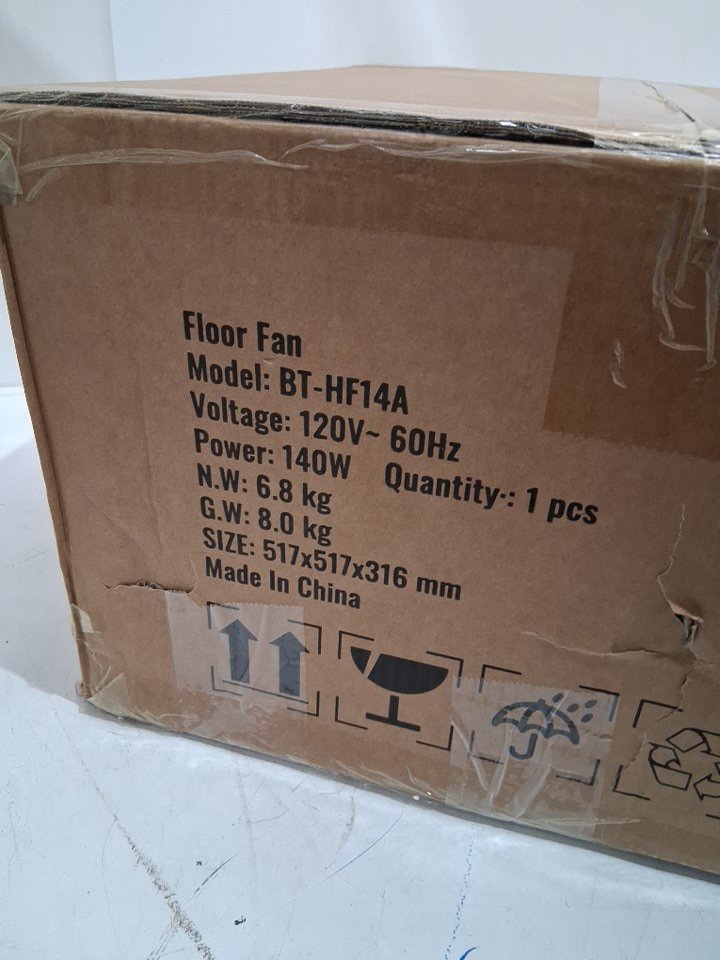 Floor Fan
Model: BT-HF14A
Voltage: 120V~ 60Hz
Power: 140W Quantity·: 1 pcs
N.W: 6.8 kg
G.W: 8.0 kg
SIZE: 517x517x316 mm
Made In China